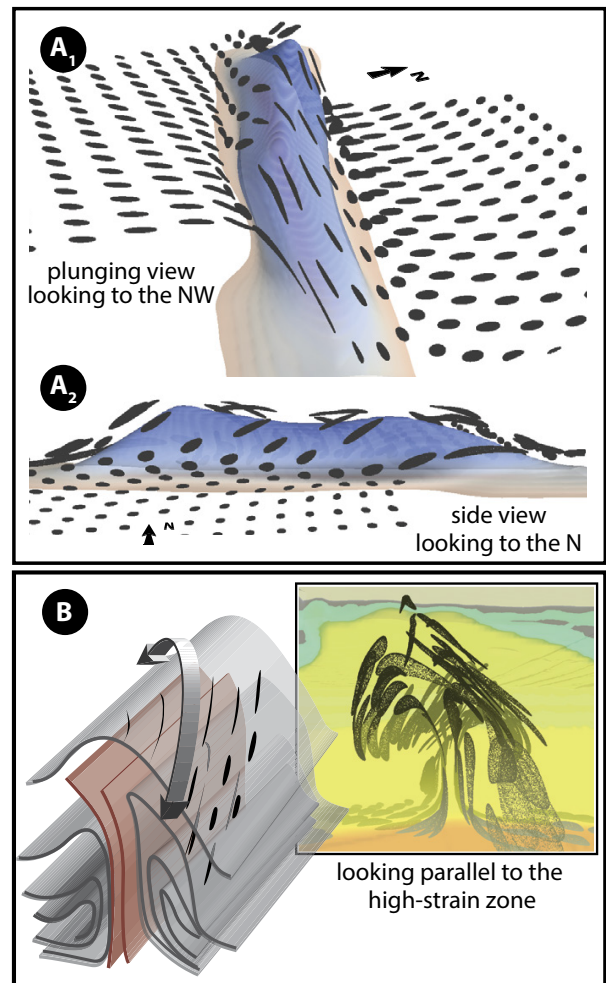 A1
N
plunging view
looking to the NW
A2
N
side view
looking to the N
B
looking parallel to the
high-strain zone